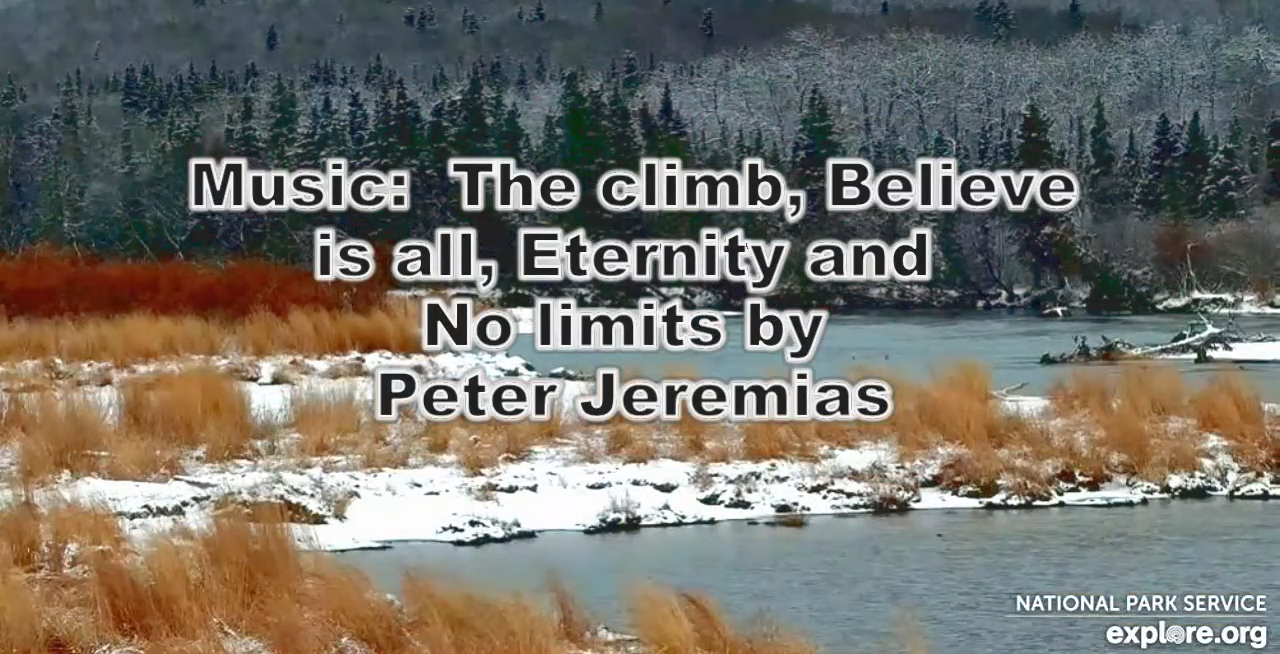 Music: The climb, Believe
is all, Eternity and
No limits by
Peter Jeremias
NATIONAL PARK SERVICE
explore.org